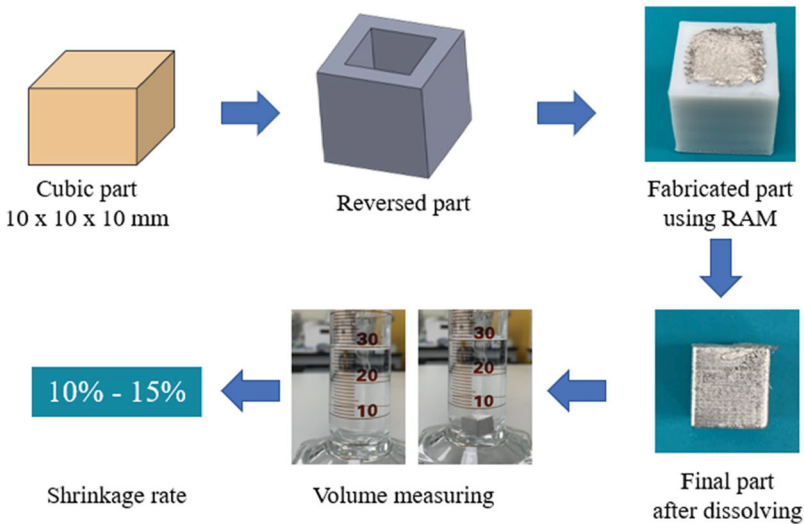 Cubic part
10 x 10 x 10 mm
Reversed part
Fabricated part
using RAM
10% - 15%
Shrinkage rate
30
20
10
30
20
10
Volume measuring
Final part
after dissolving